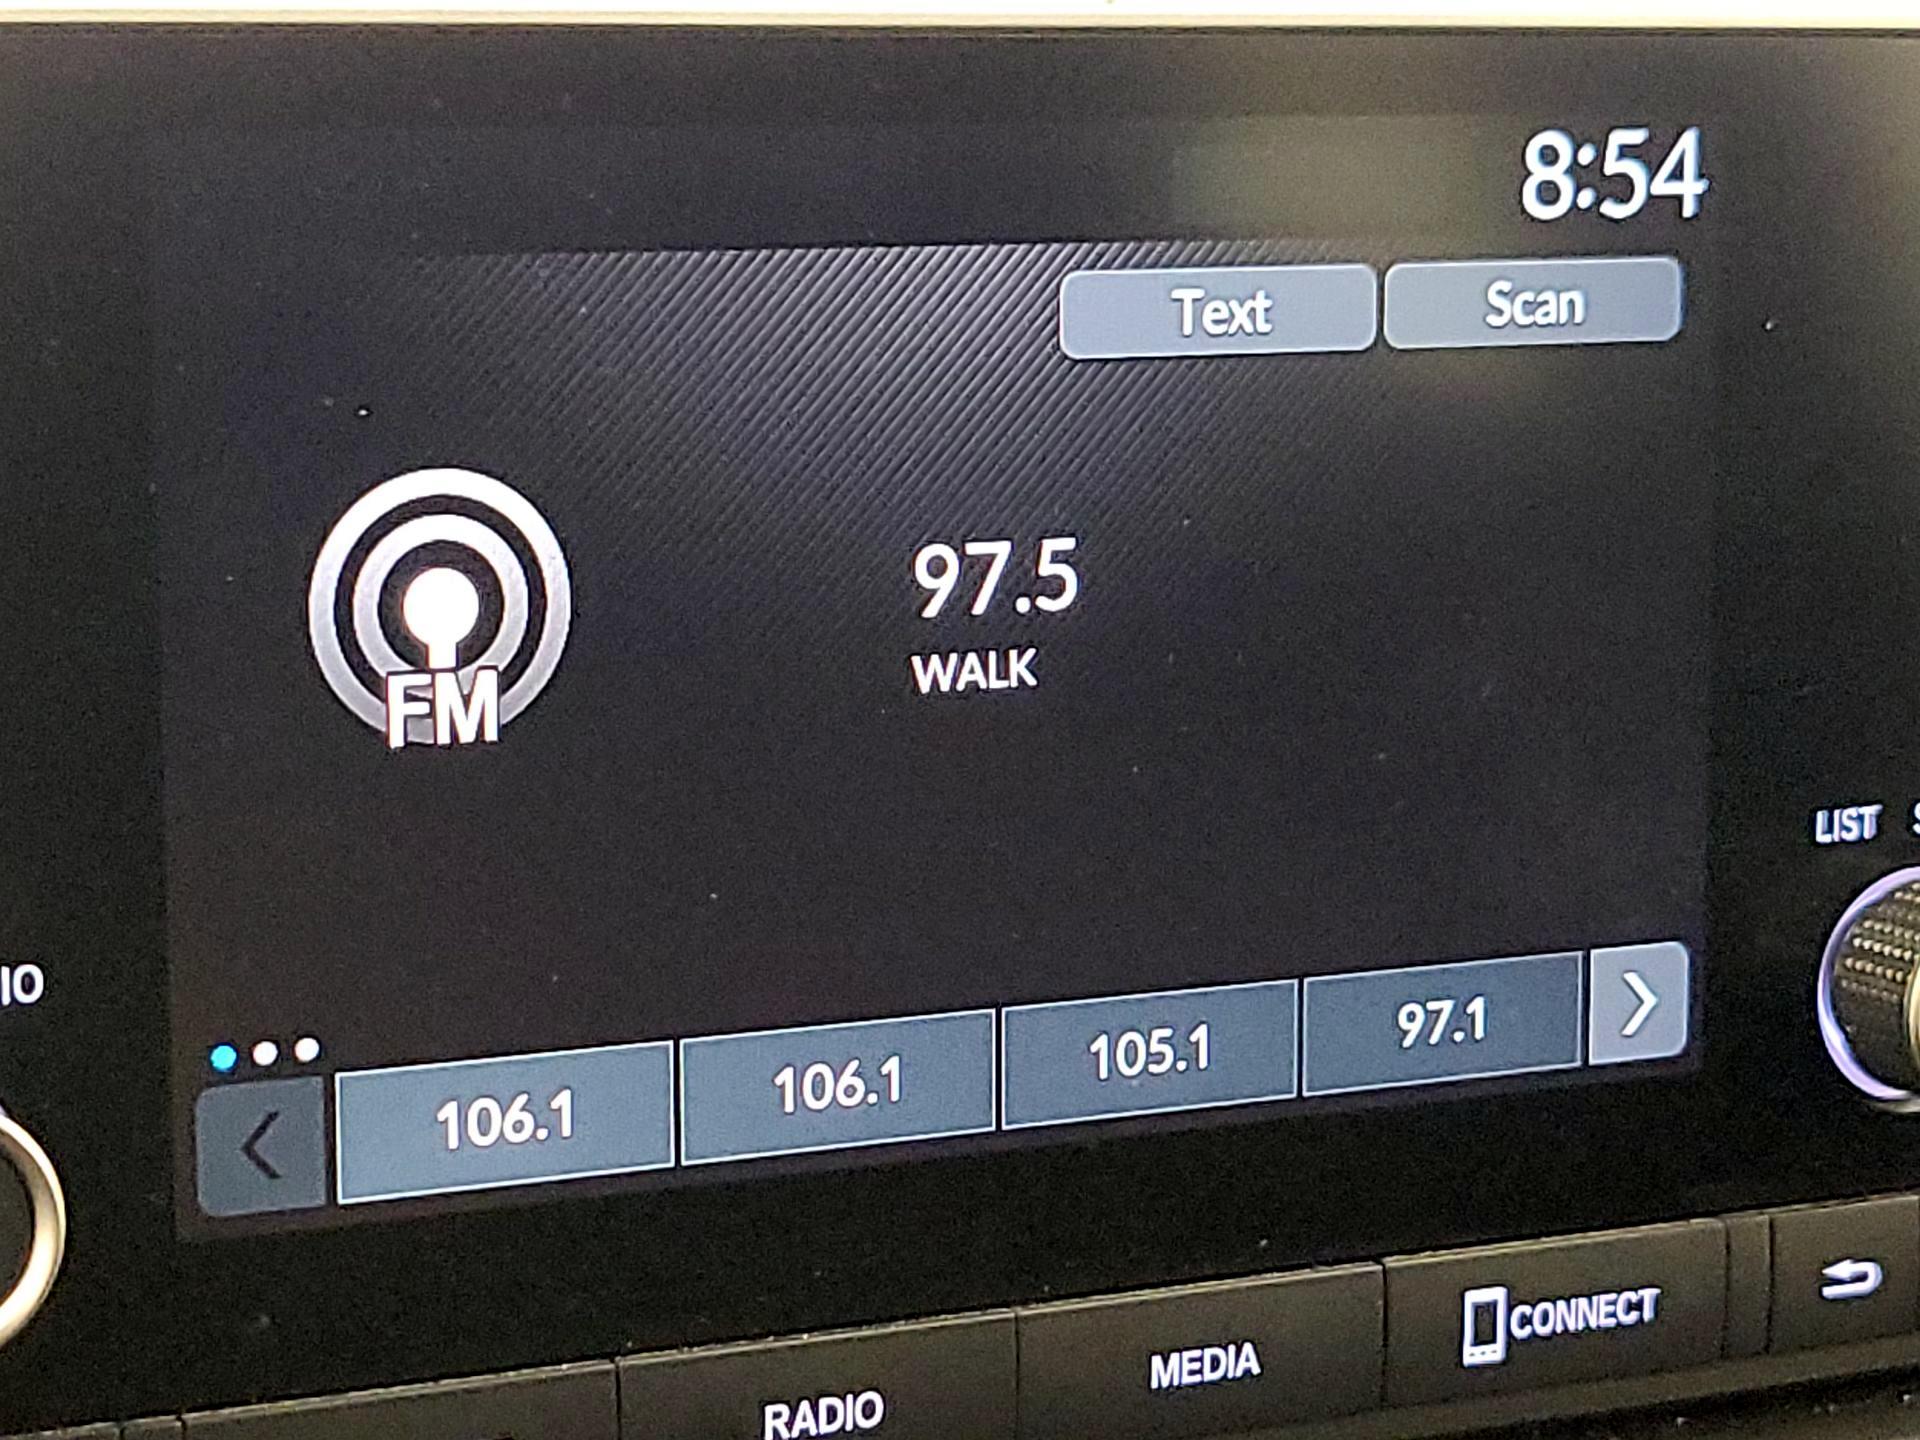 8:54
Text Scan
97.5
WALK
FM
LIST
IO
106.1 106.1 105.1 97.1
RADIO MEDIA CONNECT